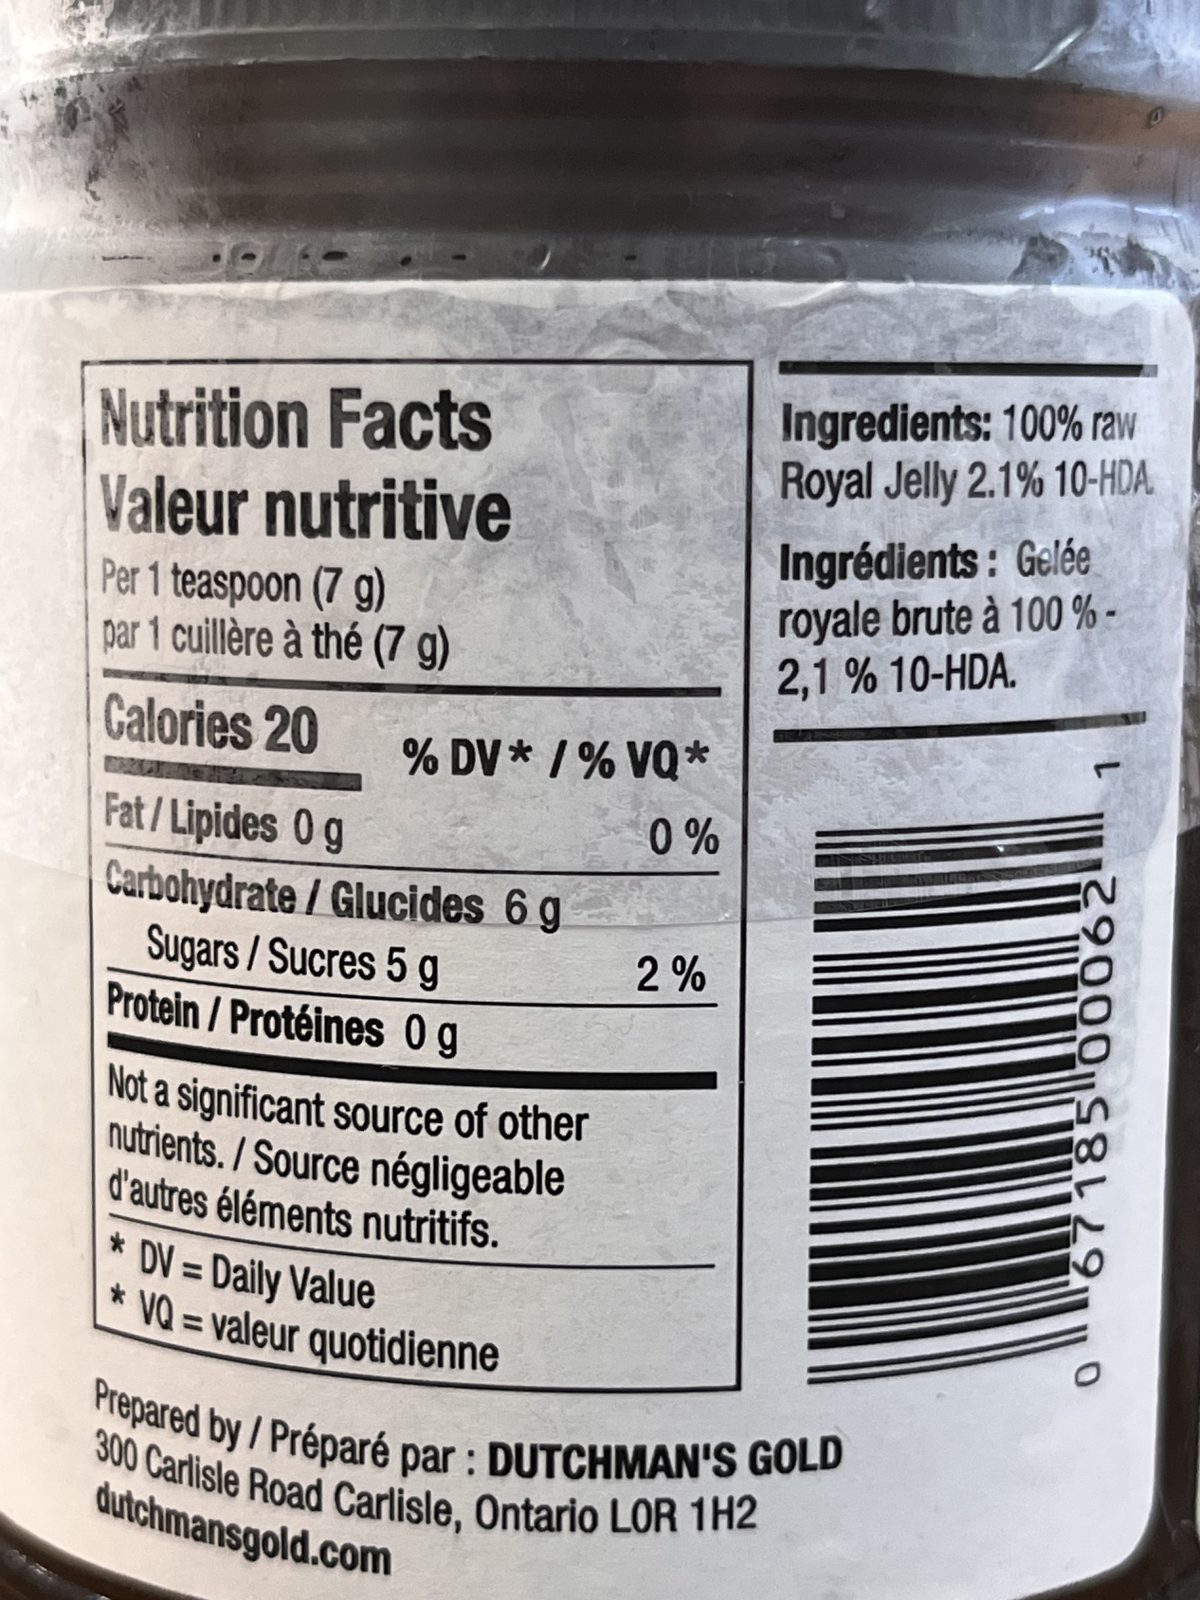 Nutrition Facts
Valeur nutritive
Per 1 teaspoon (7 g)
par 1 cuillère à thé (7 g)
Calories 20
% DV* / % VQ*
Fat / Lipides 0 g 0 %
Carbohydrate / Glucides 6 g
Sugars / Sucres 5 g 2 %
Protein / Protéines 0 g
Not a significant source of other
nutrients. / Source négligeable
d'autres éléments nutritifs.
* DV = Daily Value
* VQ = valeur quotidienne
Ingredients: 100% raw
Royal Jelly 2.1% 10-HDA.
Ingrédients : Gelée
royale brute à 100 % -
2,1 % 10-HDA.
0 67185 00062 1
Prepared by / Préparé par : DUTCHMAN'S GOLD
300 Carlisle Road Carlisle, Ontario L0R 1H2
dutchmansgold.com